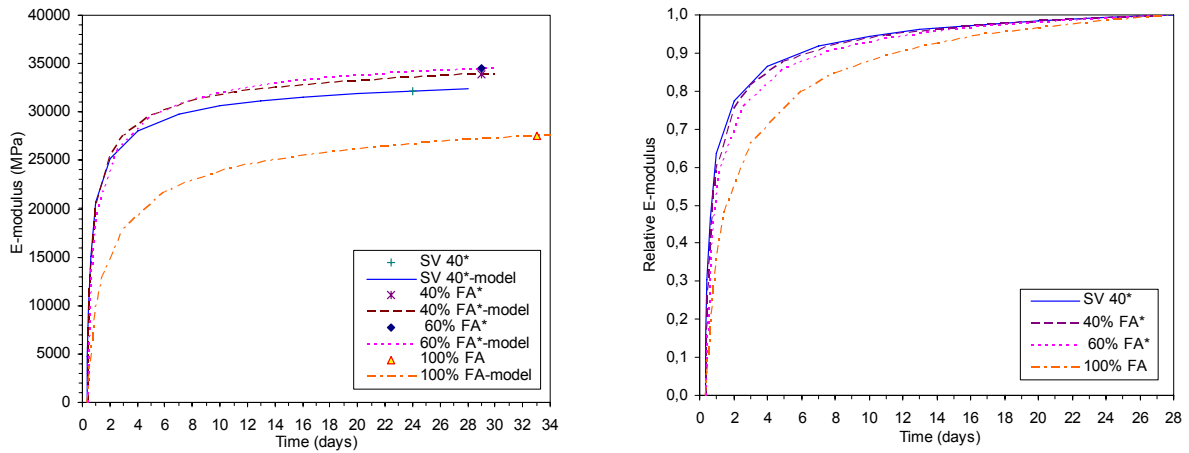 E-modulus (MPa)
40000
35000
30000
25000
20000
15000
10000
5000
0
0 2 4 6 8 10 12 14 16 18 20 22 24 26 28 30 32 34
Time (days)
SV 40*
SV 40*-model
40% FA*
40% FA*-model
60% FA*
60% FA*-model
100% FA
100% FA-model
Relative E-modulus
1,0
0,9
0,8
0,7
0,6
0,5
0,4
0,3
0,2
0,1
0,0
0 2 4 6 8 10 12 14 16 18 20 22 24 26 28
Time (days)
SV 40*
40% FA*
60% FA*
100% FA